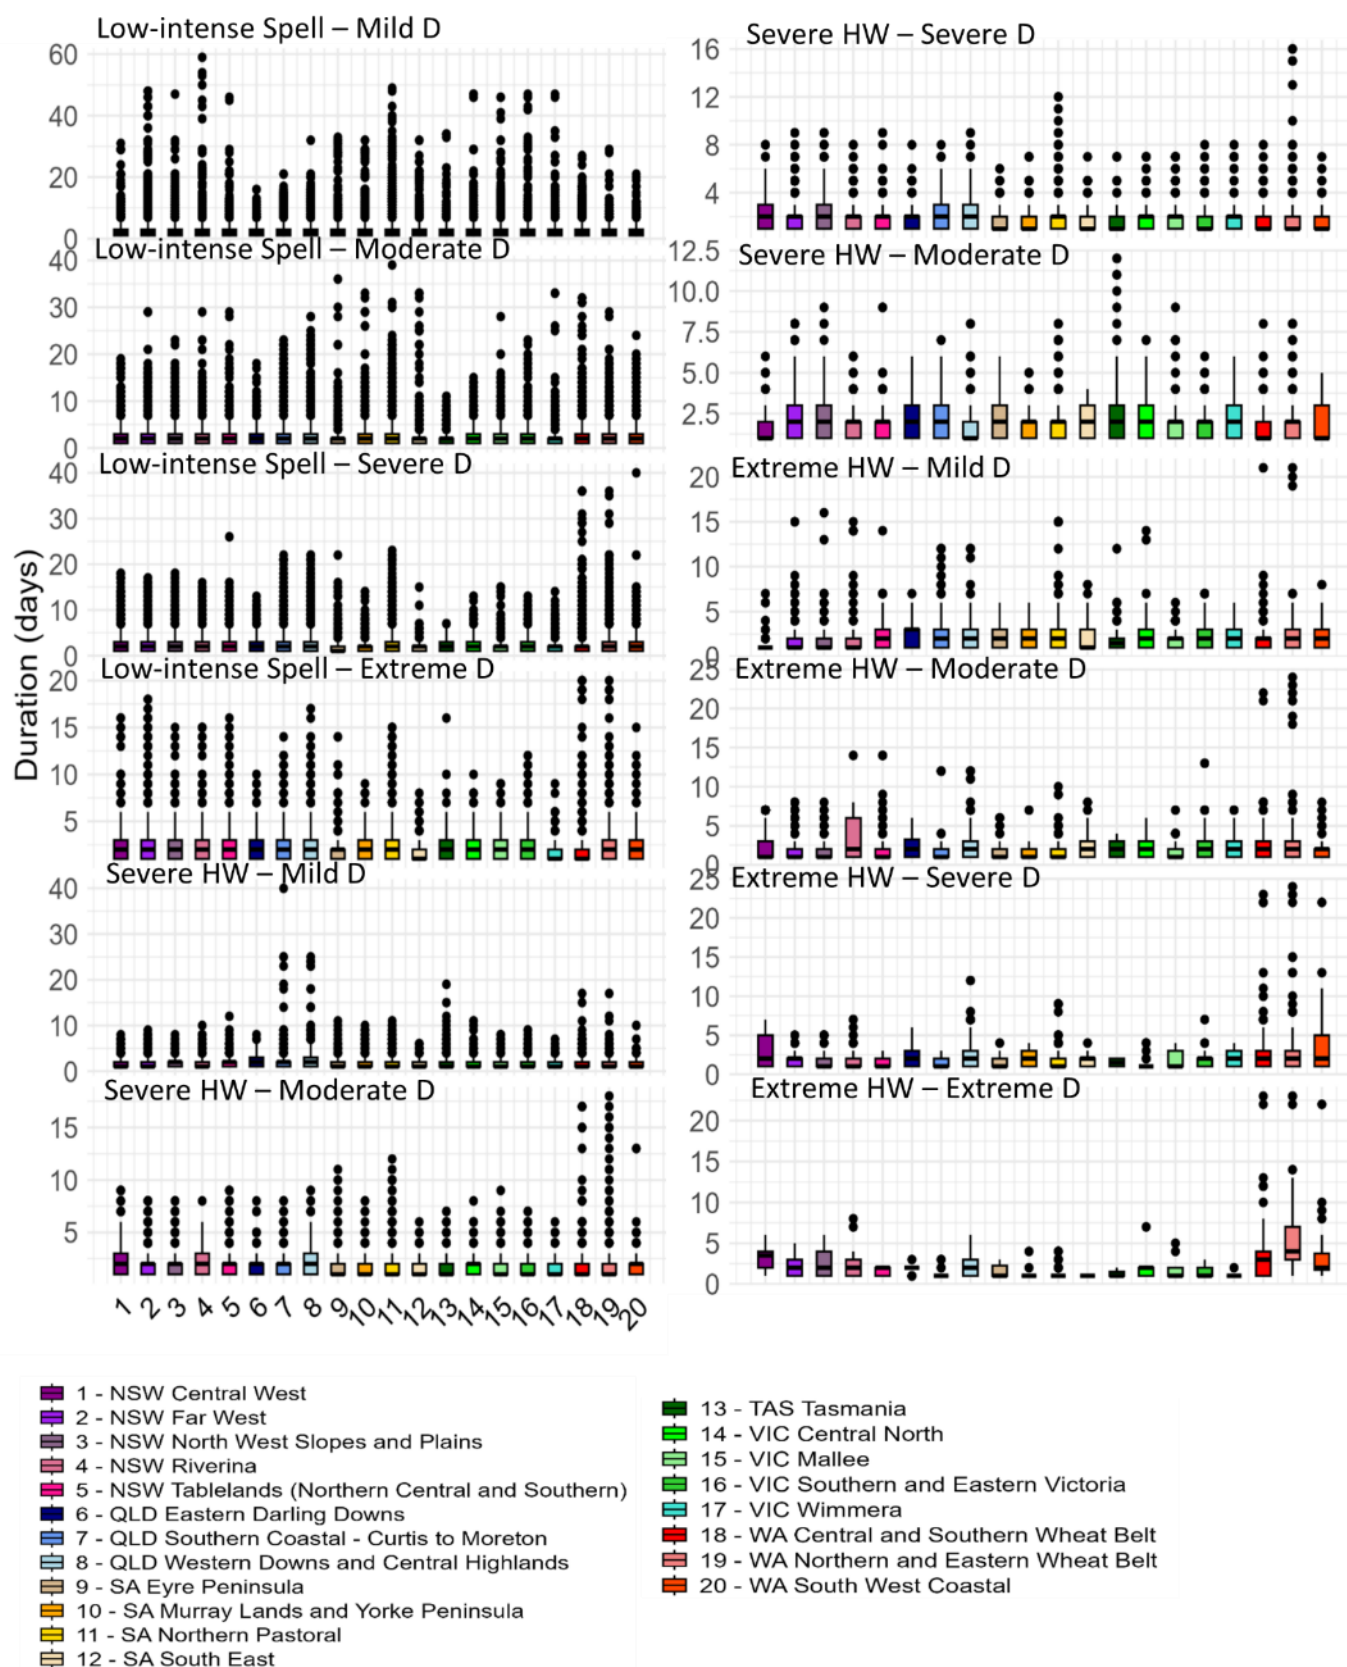 Low-intense Spell – Mild D
60
40
20
0
Low-intense Spell – Moderate D
40
30
20
10
0
Low-intense Spell – Severe D
40
20
10
0
Low-intense Spell – Extreme D
20
15
10
5
Severe HW – Mild D
40
30
20
10
0
Severe HW – Moderate D
15
10
5
1
2
3
4
5
6
7
8
9
10
11
12
13
14
15
16
17
18
19
20
Duration (days)
Severe HW – Severe D
16
12
8
4
Severe HW – Moderate D
12.5
10.0
7.5
5.0
2.5
Extreme HW – Mild D
20
15
10
5
0
Extreme HW – Moderate D
25
20
15
10
5
0
Extreme HW – Severe D
25
20
15
10
5
0
Extreme HW – Extreme D
20
15
10
5
0
1 - NSW Central West
2 - NSW Far West
3 - NSW North West Slopes and Plains
4 - NSW Riverina
5 - NSW Tablelands (Northern Central and Southern)
6 - QLD Eastern Darling Downs
7 - QLD Southern Coastal - Curtis to Moreton
8 - QLD Western Downs and Central Highlands
9 - SA Eyre Peninsula
10 - SA Murray Lands and Yorke Peninsula
11 - SA Northern Pastoral
12 - SA South East
13 - TAS Tasmania
14 - VIC Central North
15 - VIC Mallee
16 - VIC Southern and Eastern Victoria
17 - VIC Wimmera
18 - WA Central and Southern Wheat Belt
19 - WA Northern and Eastern Wheat Belt
20 - WA South West Coastal